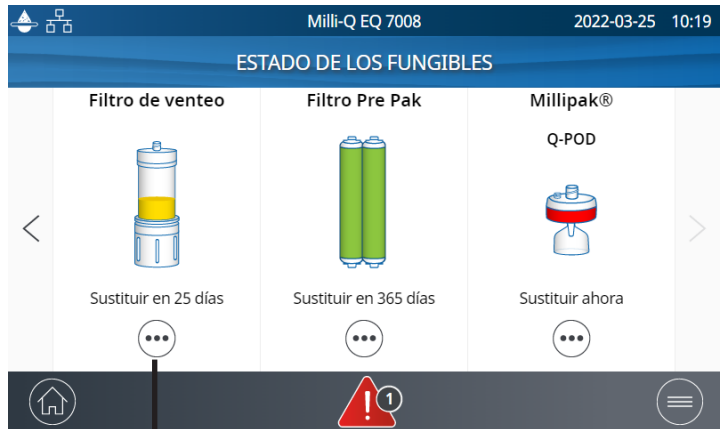 Milli-Q EQ 7008 2022-03-25 10:19
ESTADO DE LOS FUNGIBLES
Filtro de venteo
Sustituir en 25 días
Filtro Pre Pak
Sustituir en 365 días
Millipak®
Q-POD
Sustituir ahora
1